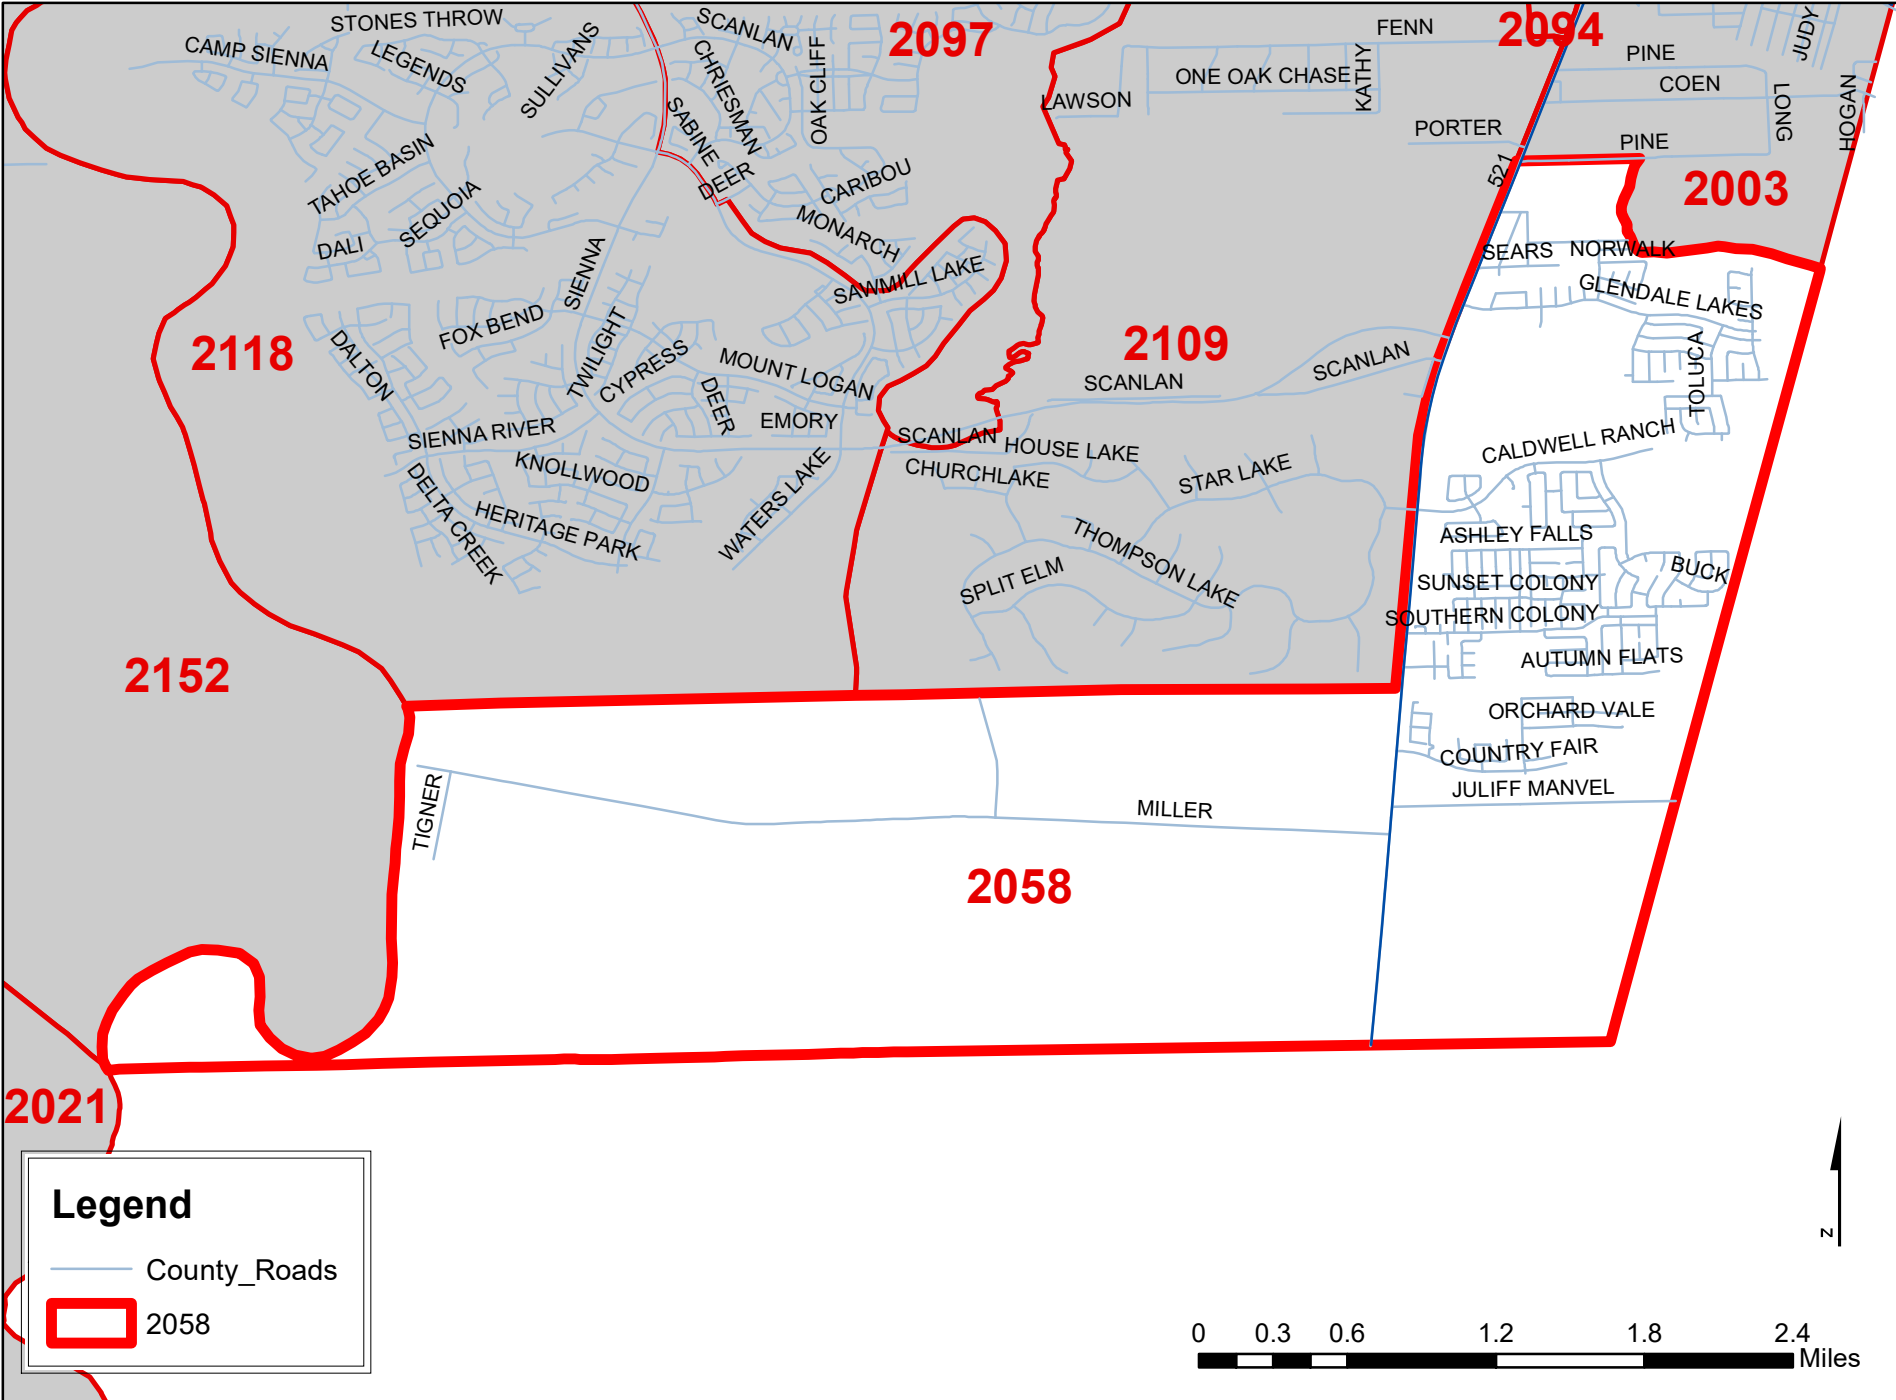 STONES THROW
SCANLAN
2097
FENN
2094
JUDY
CAMP SIENNA
LEGENDS
SULLIVANS
CHRIESMAN
OAK CLIFF
PINE
ONE OAK CHASE
KATHY
COEN
LAWSON
LONG
HOGAN
SABINE
PORTER
PINE
TAHOE BASIN
DEER
CARIBOU
521
2003
SEQUOIA
MONARCH
DALI
SIENNA
SAWMILL LAKE
SEARS
NORWALK
GLENDALE LAKES
FOX BEND
2118
DALTON
TWILIGHT
CYPRESS
MOUNT LOGAN
2109
SCANLAN
SCANLAN
TOLUCA
DEER
EMORY
SIENNA RIVER
SCANLAN
HOUSE LAKE
CALDWELL RANCH
KNOLLWOOD
WATERS LAKE
CHURCHLAKE
STAR LAKE
DELTA CREEK
HERITAGE PARK
THOMPSON LAKE
ASHLEY FALLS
SPLIT ELM
SUNSET COLONY
BUCK
SOUTHERN COLONY
2152
AUTUMN FLATS
ORCHARD VALE
COUNTRY FAIR
TIGNER
MILLER
JULIFF MANVEL
2058
2021
Legend
County_Roads
2058
z
0 0.3 0.6 1.2 1.8 2.4
Miles